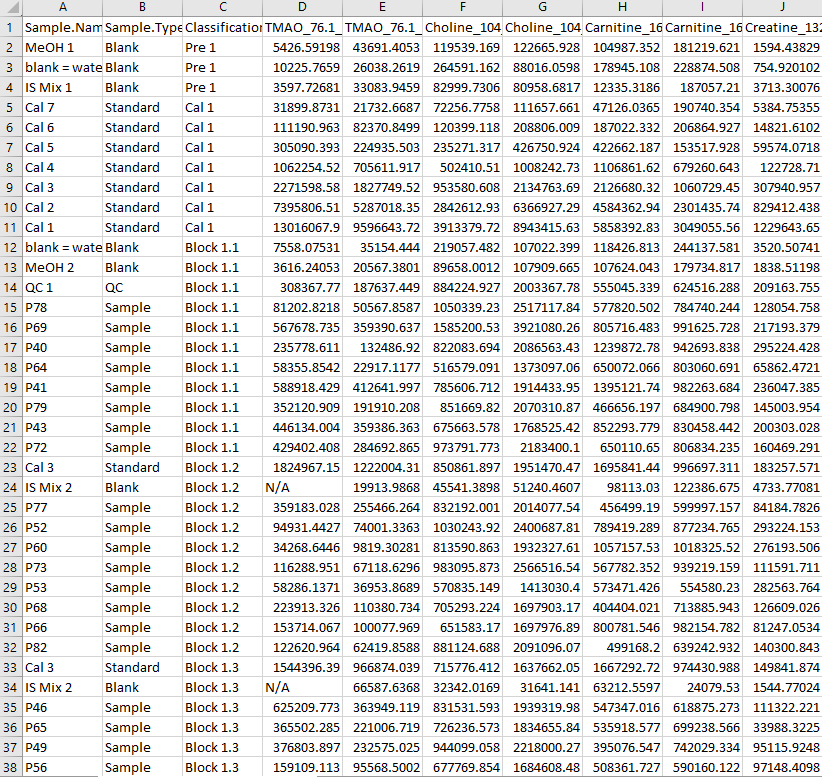 A B C D E F G H I J
1 Sample.Nam Sample.Type Classification TMAO_76.1_ TMAO_76.1_ Choline_104 Choline_104 Carnitine_16 Carnitine_16 Creatine_132
2 MeOH 1 Blank Pre 1 5426.59198 43691.4053 119539.169 122665.928 104987.352 181219.621 1594.43829
3 blank = wate Blank Pre 1 10225.7659 26038.2619 264591.162 88016.0598 178945.108 228874.508 754.920102
4 IS Mix 1 Blank Pre 1 3597.72681 33083.9459 82999.7306 80958.6817 12335.3186 187057.21 3713.30076
5 Cal 7 Standard Cal 1 31899.8731 21732.6687 72256.7758 111657.661 47126.0365 190740.354 5384.75355
6 Cal 6 Standard Cal 1 111190.963 82370.8499 120399.118 208806.009 187022.332 206864.927 14821.6102
7 Cal 5 Standard Cal 1 305090.393 224935.503 235271.317 426750.924 422662.187 153517.928 59574.0718
8 Cal 4 Standard Cal 1 1062254.52 705611.917 502410.51 1008242.73 1106861.62 679260.643 122728.71
9 Cal 3 Standard Cal 1 2271598.58 1827749.52 953580.608 2134763.69 2126680.32 1060729.45 307940.957
10 Cal 2 Standard Cal 1 7395806.51 5287018.35 2842612.93 6366927.29 4584362.94 2301435.74 829412.438
11 Cal 1 Standard Cal 1 13016067.9 9596643.72 3913379.72 8943415.63 5858392.83 3049055.56 1229643.65
12 blank = wate Blank Block 1.1 7558.07531 35154.444 219057.482 107022.399 118426.813 244137.581 3520.50741
13 MeOH 2 Blank Block 1.1 3616.24053 20567.3801 89658.0012 107909.665 107624.043 179734.817 1838.51198
14 QC 1 QC Block 1.1 308367.77 187637.449 884224.927 2003367.78 555045.339 624516.288 209163.755
15 P78 Sample Block 1.1 81202.8218 50567.8587 1050339.23 2517117.84 577820.502 784740.244 128054.758
16 P69 Sample Block 1.1 567678.735 359390.637 1585200.53 3921080.26 805716.483 991625.728 217193.379
17 P40 Sample Block 1.1 235778.611 132486.92 822083.694 2086563.43 1239872.78 942693.838 295224.428
18 P64 Sample Block 1.1 58355.8542 22917.1177 516579.091 1373097.06 650072.066 803060.691 65862.4721
19 P41 Sample Block 1.1 588918.429 412641.997 785606.712 1914433.95 1395121.74 982263.684 236047.385
20 P79 Sample Block 1.1 352120.909 191910.208 851669.82 2070310.87 466656.197 684900.798 145003.954
21 P43 Sample Block 1.1 446134.004 359386.363 675663.578 1768525.42 852293.779 830458.442 200303.028
22 P72 Sample Block 1.1 429402.408 284692.865 973791.773 2183400.1 650110.65 806834.235 160469.291
23 Cal 3 Standard Block 1.2 1824967.15 1222004.31 850861.897 1951470.47 1695841.44 996697.311 183257.571
24 IS Mix 2 Blank Block 1.2 N/A 19913.9868 45541.3898 51240.4607 98113.03 122386.675 4733.77081
25 P77 Sample Block 1.2 359183.028 255466.264 832192.001 2014077.54 456499.19 599997.157 84184.7826
26 P52 Sample Block 1.2 94931.4427 74001.3363 1030243.92 2400687.81 789419.289 877234.765 293224.153
27 P60 Sample Block 1.2 34268.6446 9819.30281 813590.863 1932327.61 1057157.53 1018325.52 276193.506
28 P73 Sample Block 1.2 116288.951 67118.6296 983095.873 2566516.54 567782.352 939219.159 111591.711
29 P53 Sample Block 1.2 58286.1371 36953.8689 570835.149 1413030.4 573471.426 554580.23 282563.764
30 P68 Sample Block 1.2 223913.326 110380.734 705293.224 1697903.17 404404.021 713885.943 126609.026
31 P66 Sample Block 1.2 153714.067 100077.969 651583.17 1697976.89 800781.546 982154.782 81247.0534
32 P82 Sample Block 1.2 122620.964 62419.8588 881124.688 2091096.07 499168.2 639242.932 140300.843
33 Cal 3 Standard Block 1.3 1544396.39 966874.039 715776.412 1637662.05 1667292.72 974430.988 149841.874
34 IS Mix 2 Blank Block 1.3 N/A 66587.6368 32342.0169 31641.141 63212.5597 24079.53 1544.77024
35 P46 Sample Block 1.3 625209.773 363949.119 831531.593 1939319.98 547347.016 618875.273 111322.221
36 P65 Sample Block 1.3 365502.285 221006.719 726236.573 1834655.84 535918.577 699238.566 33988.3225
37 P49 Sample Block 1.3 376803.897 232575.025 944099.058 2218000.27 395076.547 742029.334 95115.9248
38 P56 Sample Block 1.3 159109.113 95568.5002 677769.854 1684608.48 508361.727 590160.122 97148.4098